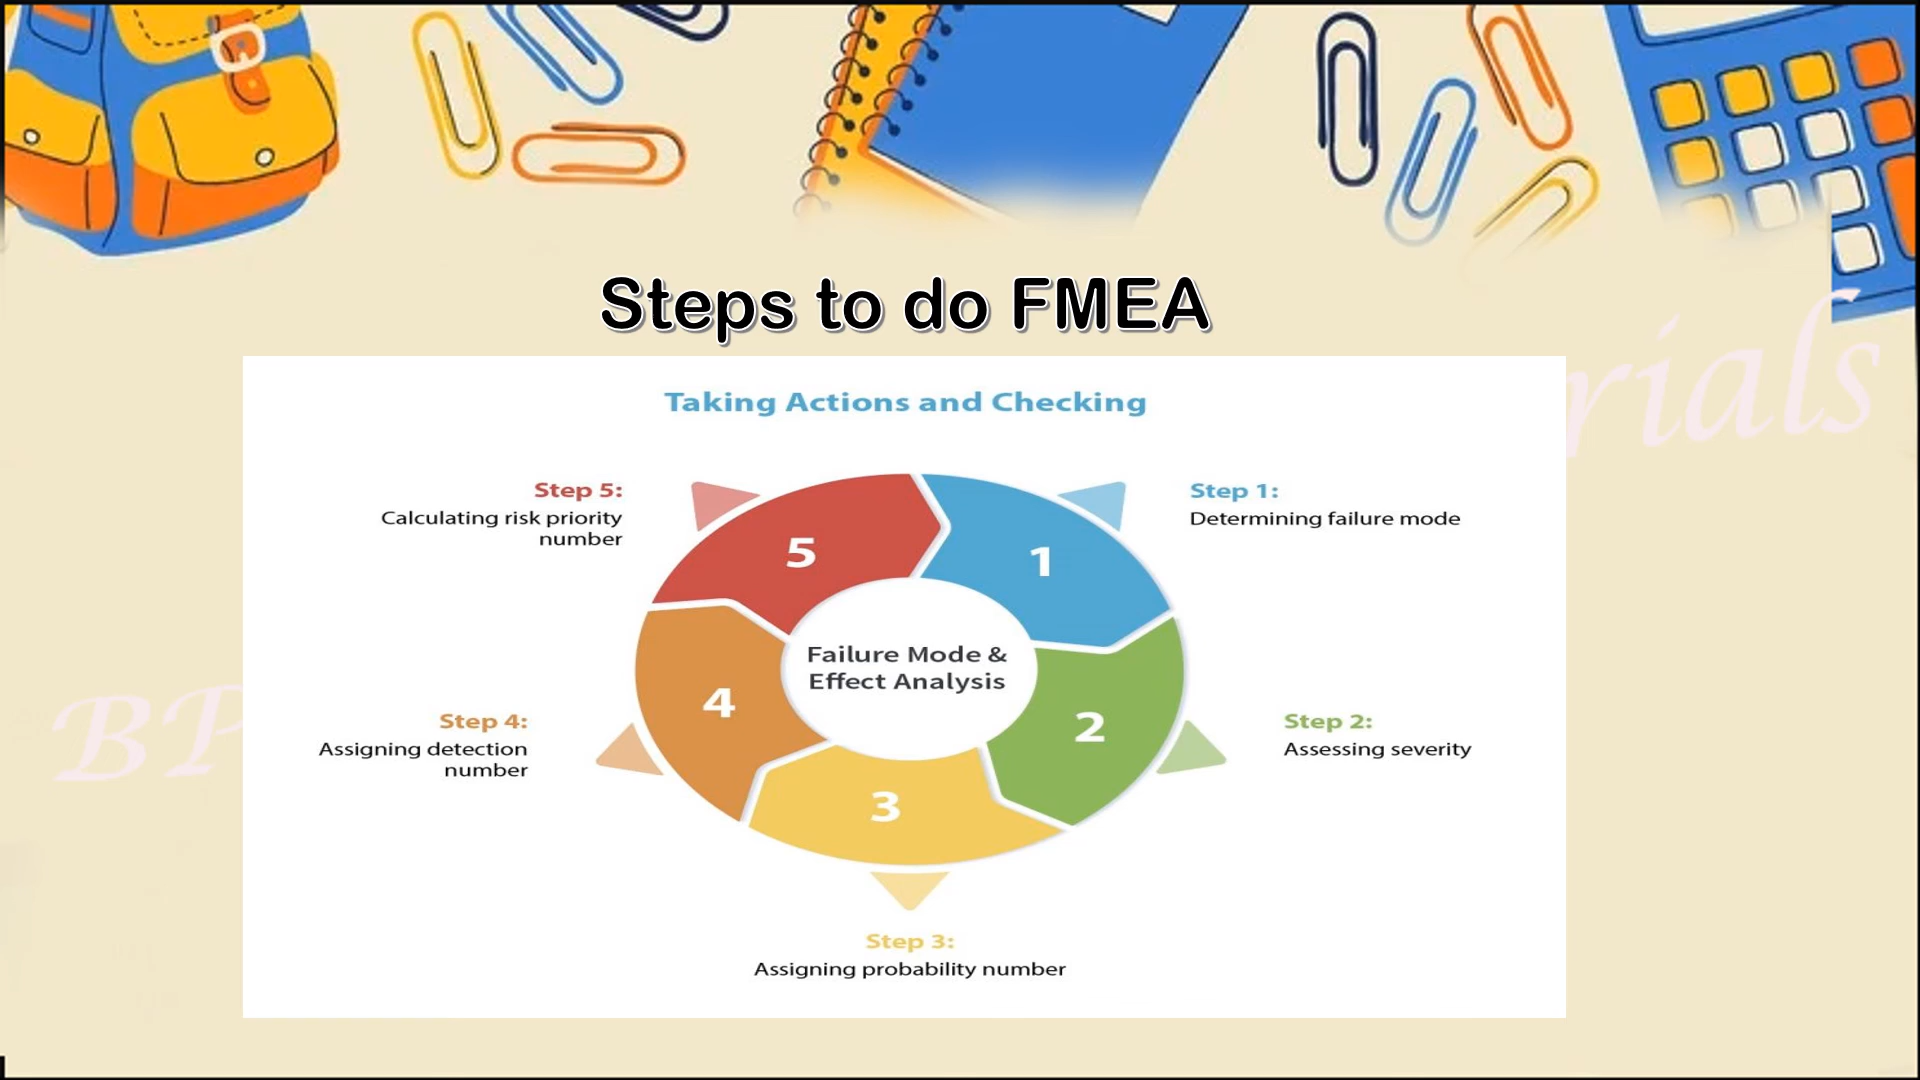 Steps to do FMEA
Taking Actions and Checking
Step 5:
Calculating risk priority
number
Step 1:
Determining failure mode
5
1
Failure Mode &
Effect Analysis
4
2
3
Step 4:
Assigning detection
number
Step 2:
Assessing severity
Step 3:
Assigning probability number
rials
BP